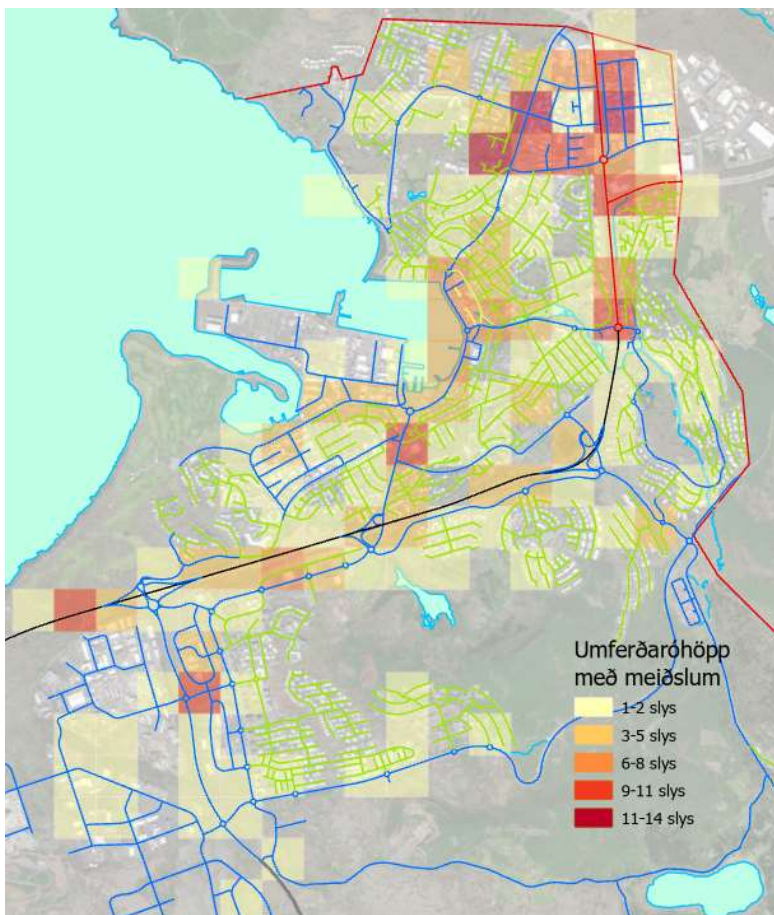 Umferðaróhöpp
með meiðslum
1-2 slys
3-5 slys
6-8 slys
9-11 slys
11-14 slys